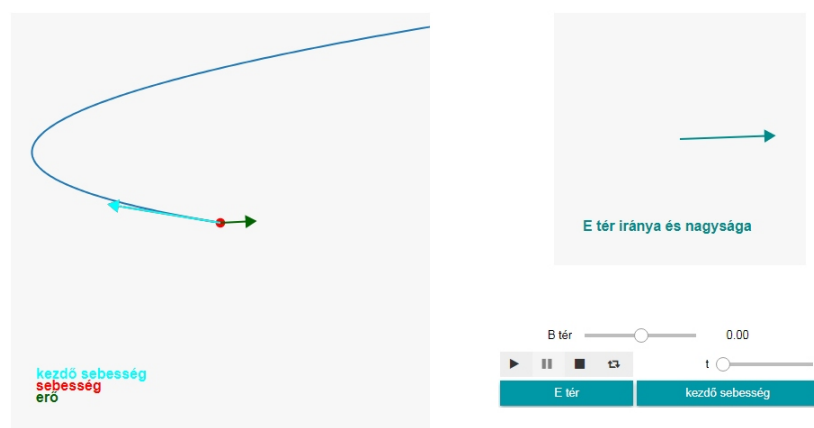 E tér iránya és nagysága
B tér 0.00
t
E tér kezdő sebesség
kezdő sebesség
sebesség
erő